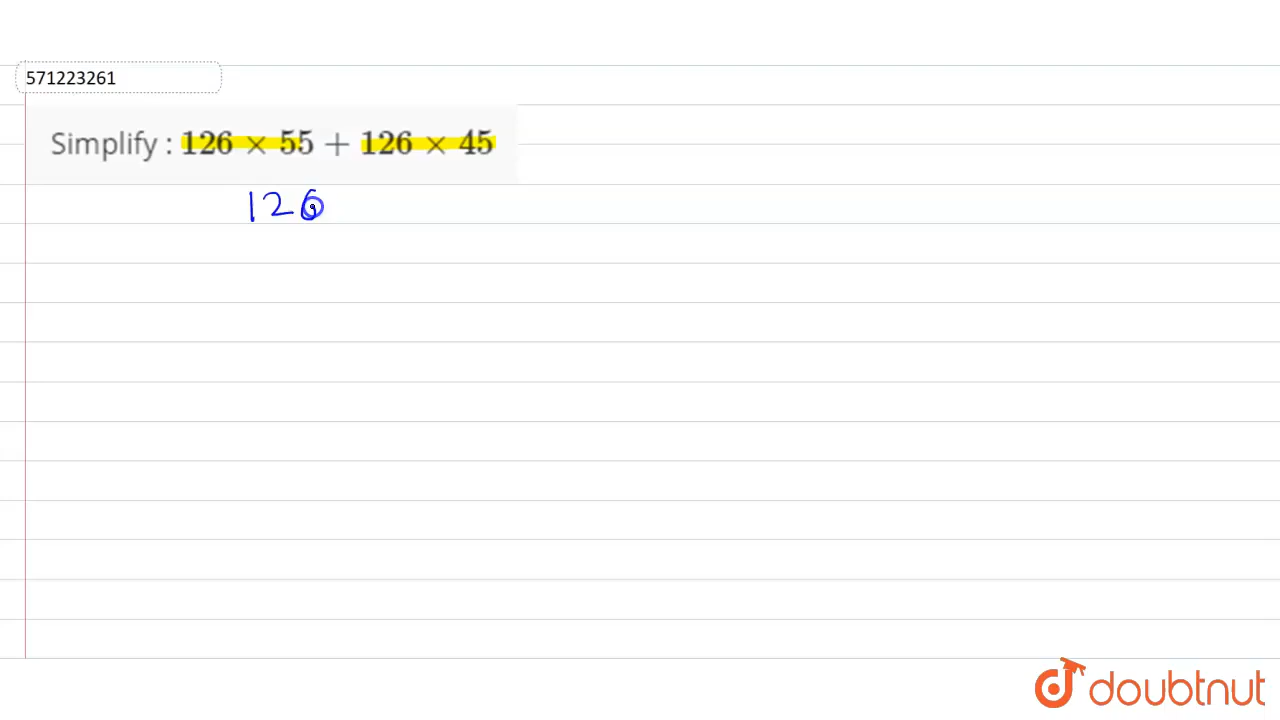 571223261
Simplify : 126 × 55 + 126 × 45
126
doubtnut